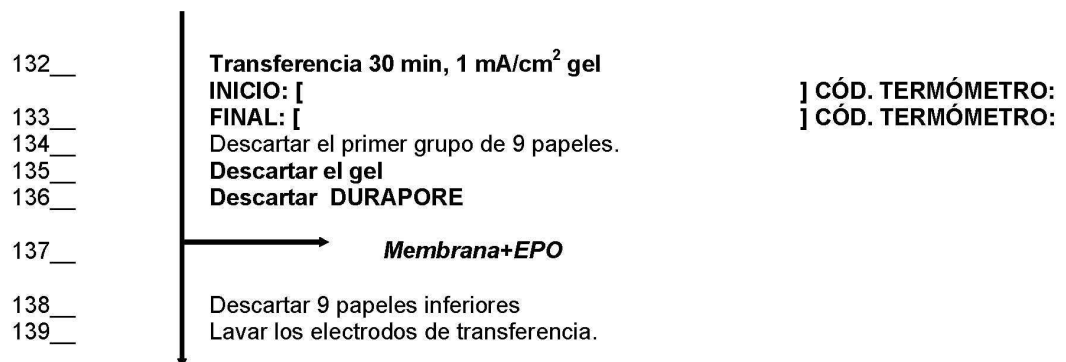 132__ Transferencia 30 min, 1 mA/cm² gel
INICIO: [ ] CÓD. TERMÓMETRO:
133__ FINAL: [ ] CÓD. TERMÓMETRO:
134__ Descartar el primer grupo de 9 papeles.
135__ Descartar el gel
136__ Descartar DURAPORE
137__ Membrana+EPO
138__ Descartar 9 papeles inferiores
139__ Lavar los electrodos de transferencia.